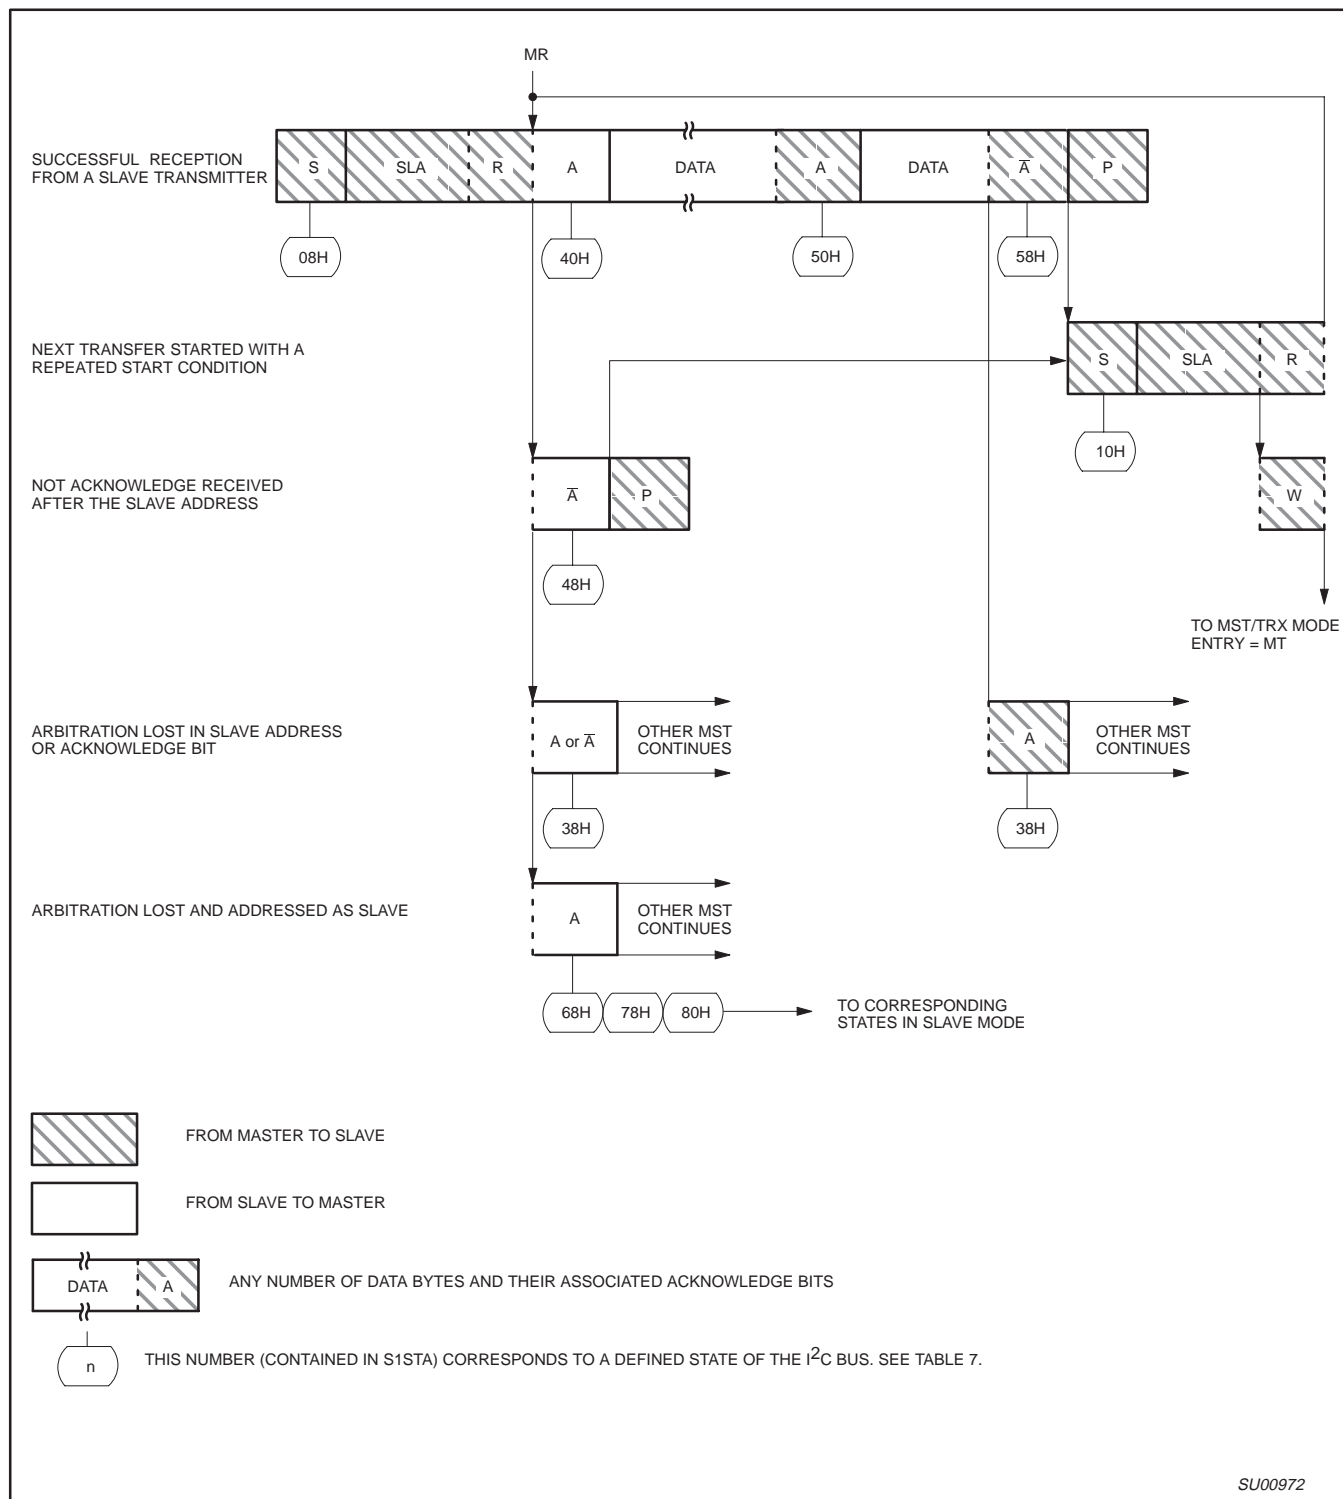 MR
SUCCESSFUL RECEPTION
FROM A SLAVE TRANSMITTER
S SLA R A DATA A DATA A̅ P
08H 40H 50H 58H
NEXT TRANSFER STARTED WITH A
REPEATED START CONDITION
S SLA R
10H
NOT ACKNOWLEDGE RECEIVED
AFTER THE SLAVE ADDRESS
A̅ P W
48H
TO MST/TRX MODE
ENTRY = MT
ARBITRATION LOST IN SLAVE ADDRESS
OR ACKNOWLEDGE BIT
A or A̅
OTHER MST
CONTINUES
A
OTHER MST
CONTINUES
38H 38H
ARBITRATION LOST AND ADDRESSED AS SLAVE
A
OTHER MST
CONTINUES
68H 78H 80H
TO CORRESPONDING
STATES IN SLAVE MODE
FROM MASTER TO SLAVE
FROM SLAVE TO MASTER
DATA A ANY NUMBER OF DATA BYTES AND THEIR ASSOCIATED ACKNOWLEDGE BITS
n THIS NUMBER (CONTAINED IN S1STA) CORRESPONDS TO A DEFINED STATE OF THE I²C BUS. SEE TABLE 7.
SU00972